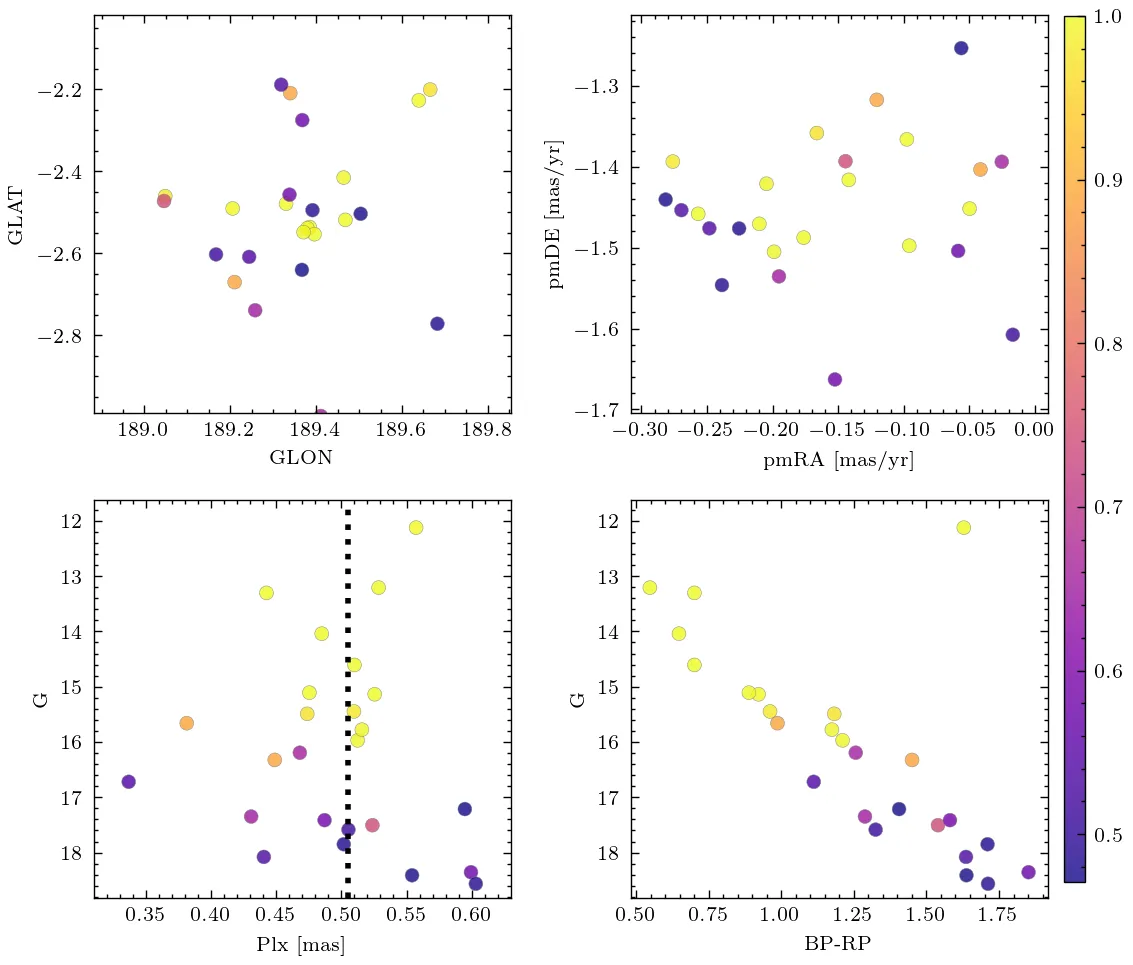 −2.2
−2.4
−2.6
−2.8
GLAT
189.0 189.2 189.4 189.6 189.8
GLON
−1.3
−1.4
−1.5
−1.6
−1.7
pmDE [mas/yr]
−0.30 −0.25 −0.20 −0.15 −0.10 −0.05 0.00
pmRA [mas/yr]
12
13
14
15
16
17
18
G
0.35 0.40 0.45 0.50 0.55 0.60
Plx [mas]
12
13
14
15
16
17
18
G
0.50 0.75 1.00 1.25 1.50 1.75
BP-RP
1.0
0.9
0.8
0.7
0.6
0.5